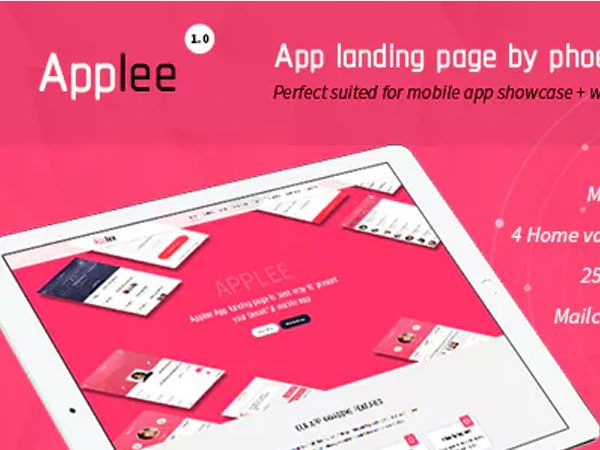 Applee
1.0
App landing page by phoe
Perfect suited for mobile app showcase + w
M
4 Home va
25
Mailc
Applee
APPLEE
Applee App landing page is best way to present
your beautiful mobile app